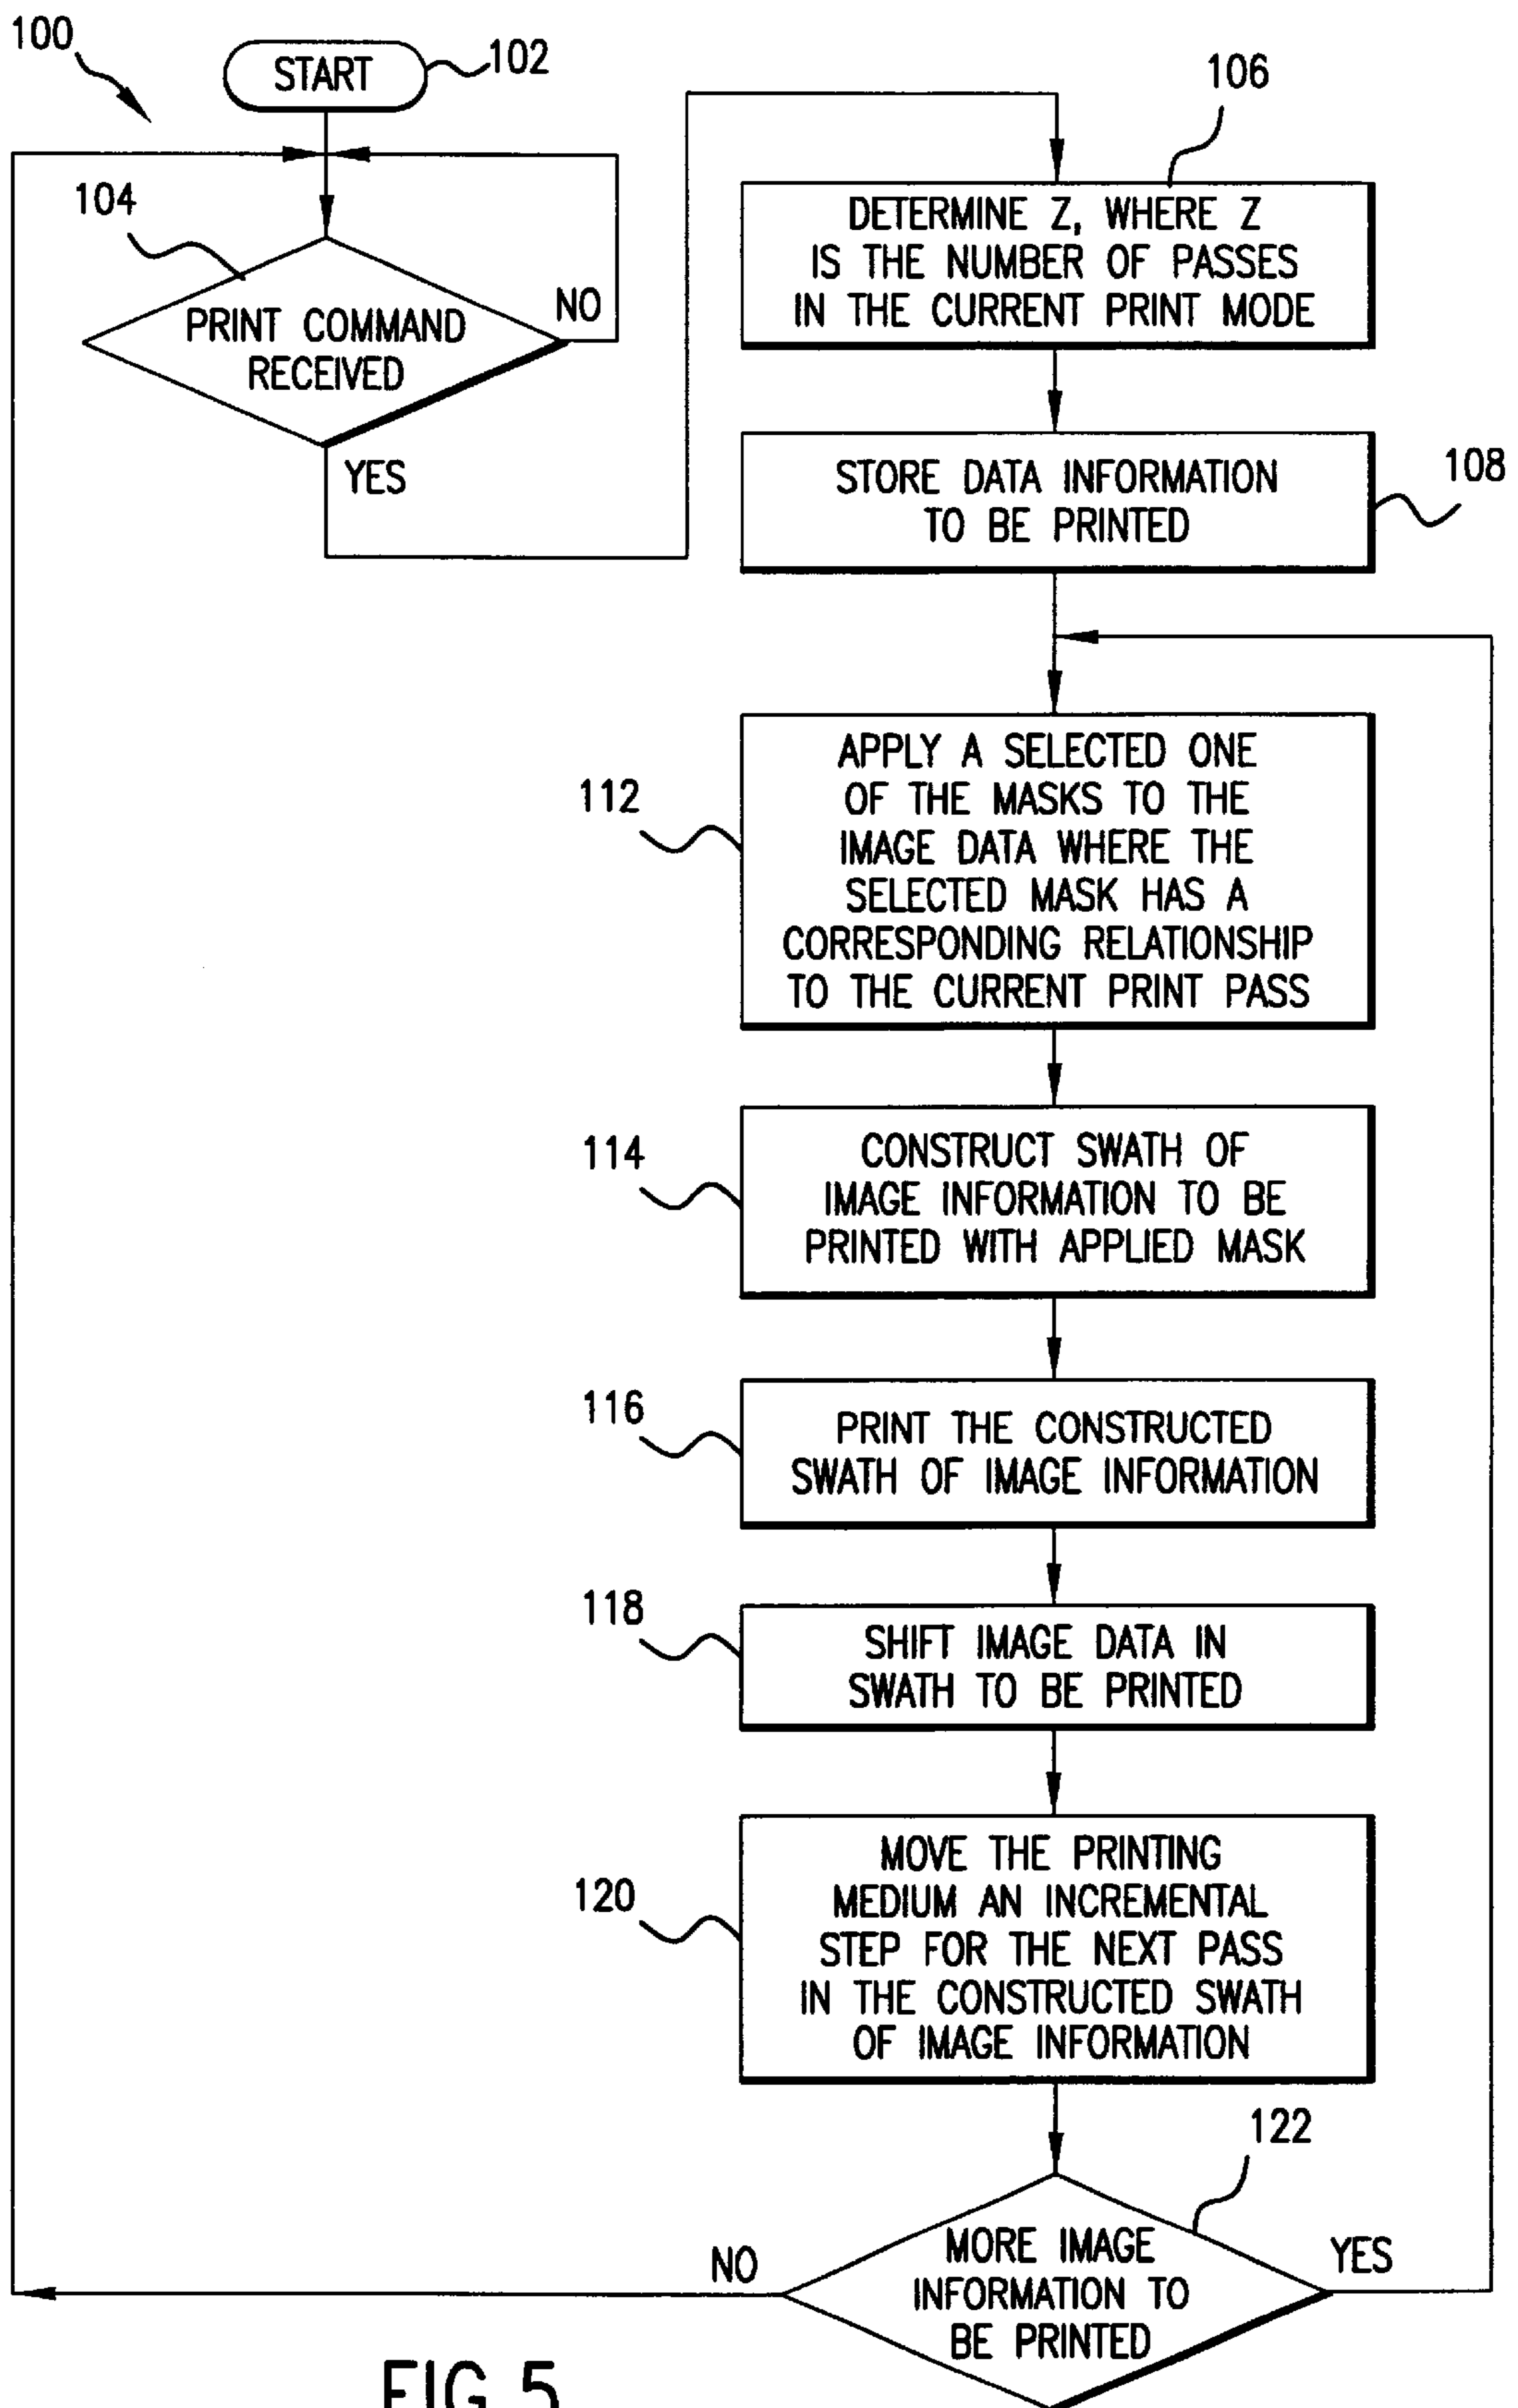 100
START
102
104
PRINT COMMAND
RECEIVED
NO
YES
106
DETERMINE Z, WHERE Z
IS THE NUMBER OF PASSES
IN THE CURRENT PRINT MODE
STORE DATA INFORMATION
TO BE PRINTED
108
112
APPLY A SELECTED ONE
OF THE MASKS TO THE
IMAGE DATA WHERE THE
SELECTED MASK HAS A
CORRESPONDING RELATIONSHIP
TO THE CURRENT PRINT PASS
114
CONSTRUCT SWATH OF
IMAGE INFORMATION TO BE
PRINTED WITH APPLIED MASK
116
PRINT THE CONSTRUCTED
SWATH OF IMAGE INFORMATION
118
SHIFT IMAGE DATA IN
SWATH TO BE PRINTED
120
MOVE THE PRINTING
MEDIUM AN INCREMENTAL
STEP FOR THE NEXT PASS
IN THE CONSTRUCTED SWATH
OF IMAGE INFORMATION
122
MORE IMAGE
INFORMATION TO
BE PRINTED
NO
YES
FIG 5